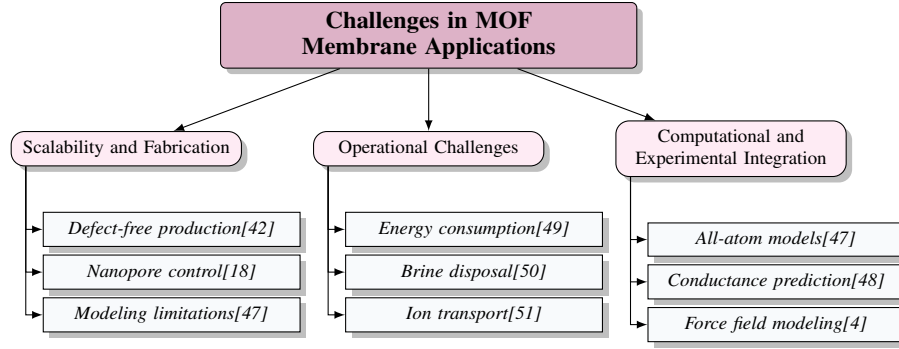 Challenges in MOF
Membrane Applications
Scalability and Fabrication
Defect-free production[42]
Nanopore control[18]
Modeling limitations[47]
Operational Challenges
Energy consumption[49]
Brine disposal[50]
Ion transport[51]
Computational and
Experimental Integration
All-atom models[47]
Conductance prediction[48]
Force field modeling[4]